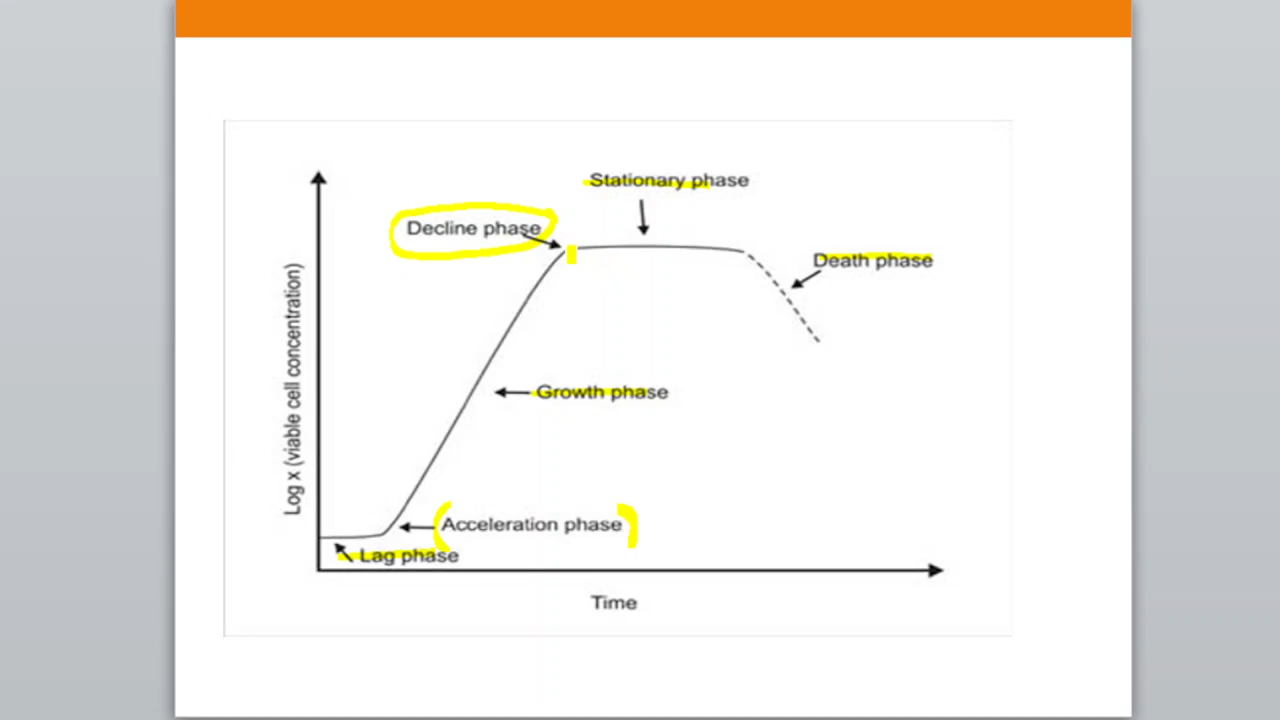 Stationary phase
Decline phase
Death phase
Log x (viable cell concentration)
Growth phase
Acceleration phase
Lag phase
Time